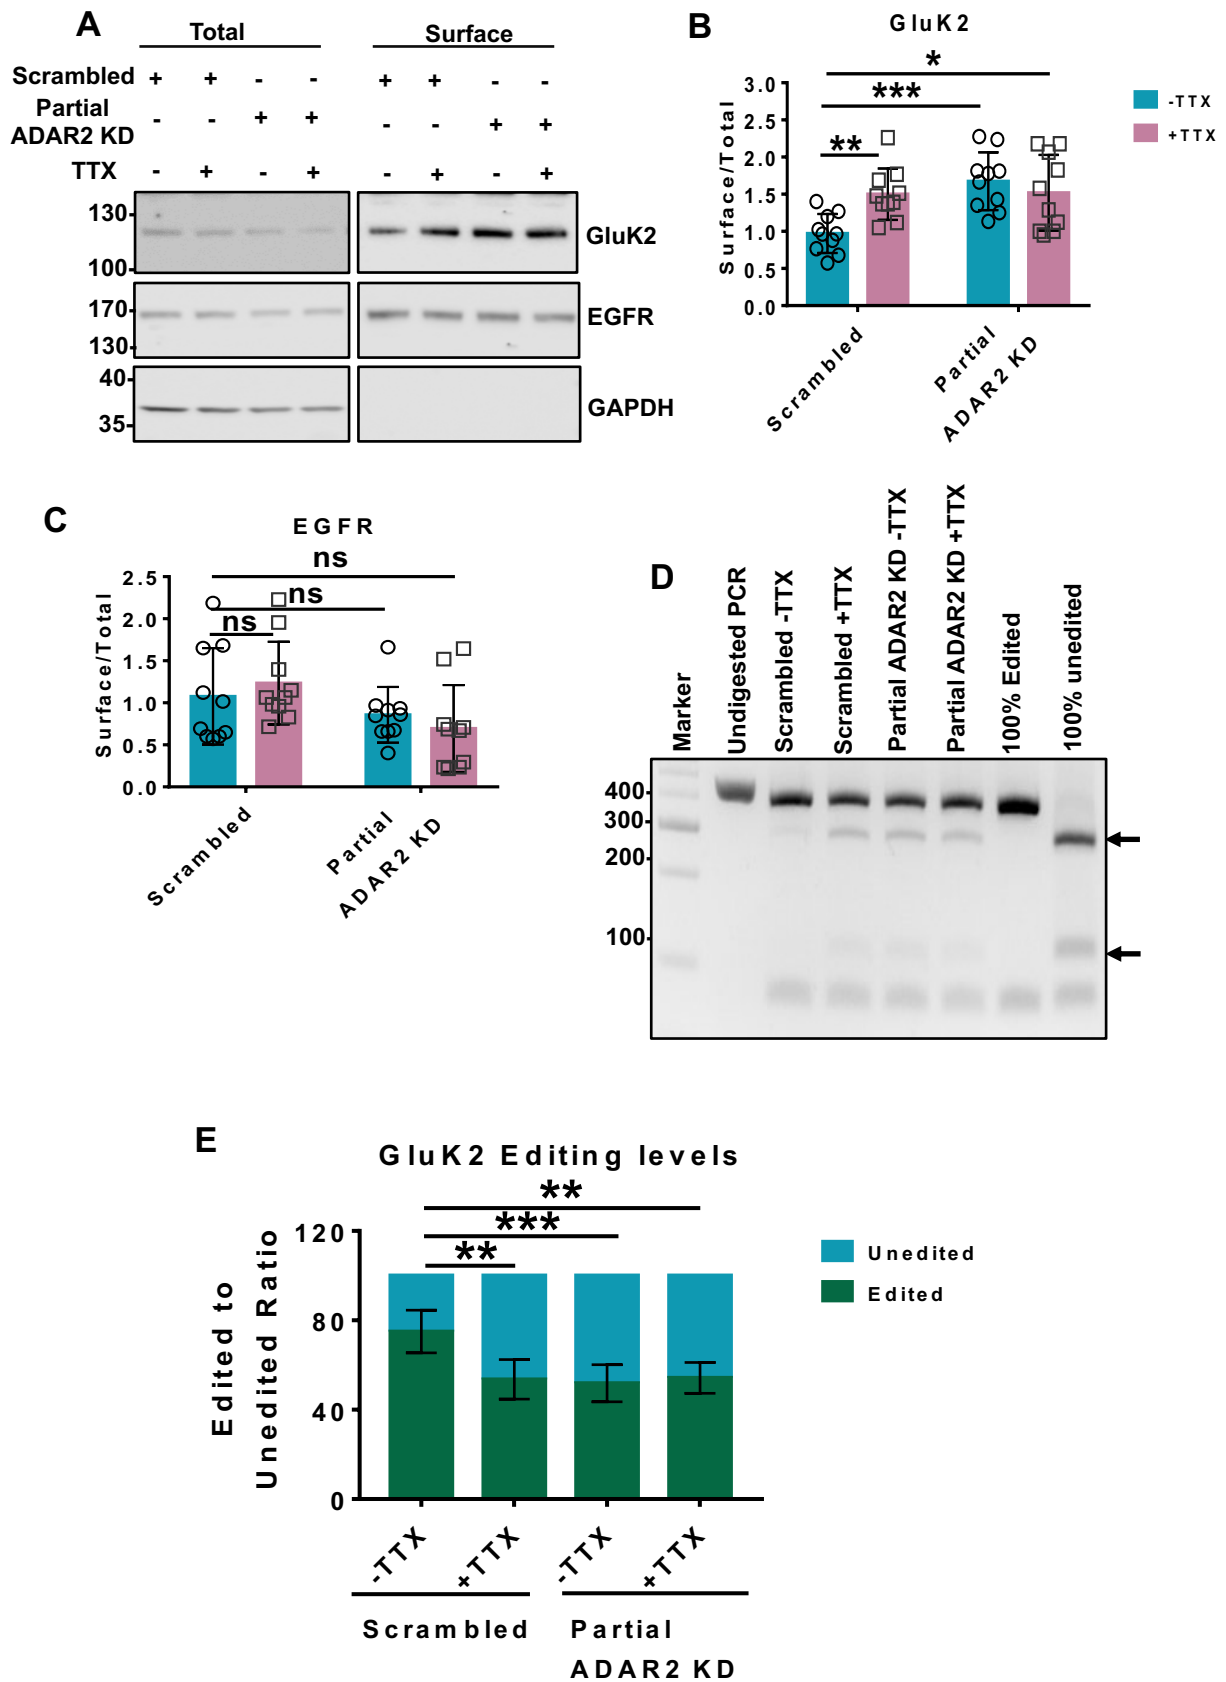 A
Total
Surface
Scrambled + + - - + + - -
Partial
ADAR2 KD - - + + - - + +
TTX - + - + - + - +
130
100
GluK2
170
130
EGFR
40
35
GAPDH
B
GluK2
*
***
**
Surface/Total
3.0
2.5
2.0
1.5
1.0
0.5
0.0
Scrambled
Partial
ADAR2 KD
-TTX
+TTX
C
EGFR
ns
ns
ns
Surface/Total
2.5
2.0
1.5
1.0
0.5
0.0
Scrambled
Partial
ADAR2 KD
D
Marker
Undigested PCR
Scrambled -TTX
Scrambled +TTX
Partial ADAR2 KD -TTX
Partial ADAR2 KD +TTX
100% Edited
100% unedited
400
300
200
100
E
GluK2 Editing levels
**
***
**
Edited to
Unedited Ratio
120
80
40
0
-TTX
+TTX
-TTX
+TTX
Scrambled
Partial
ADAR2 KD
Unedited
Edited